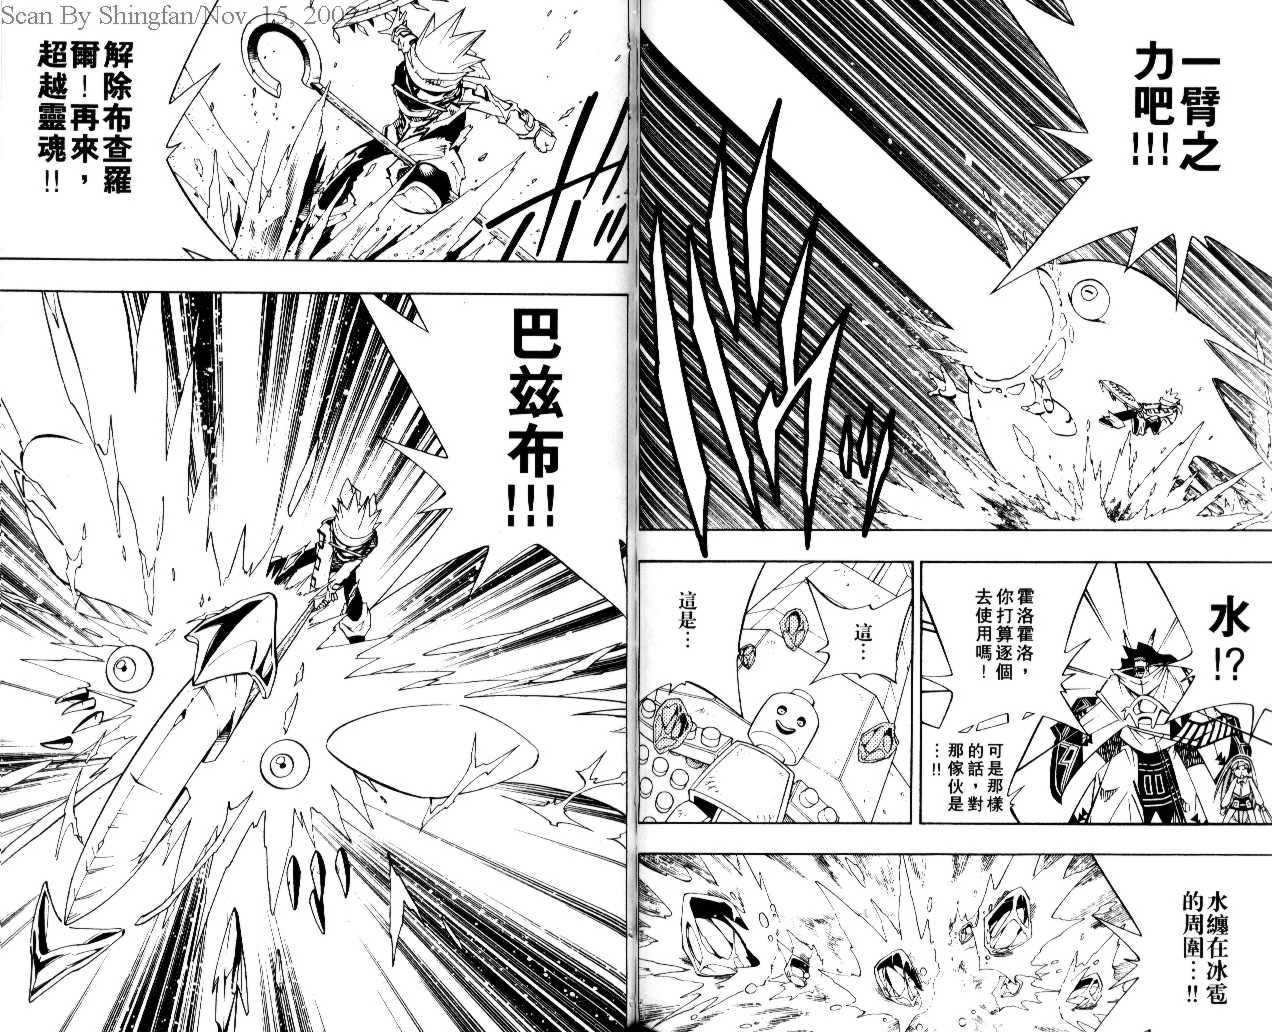 Scan By Shingfan/Nov. 15, 2002
一臂之
力吧!!!
水!?
霍洛霍洛，
你打算逐個
去使用嗎！
可是那樣
的話，對
那傢伙是
…!!
這…
這是…
水纏在冰雹
的周圍…!!
解除布查羅
爾！再來，
超越靈魂!!
巴茲布!!!